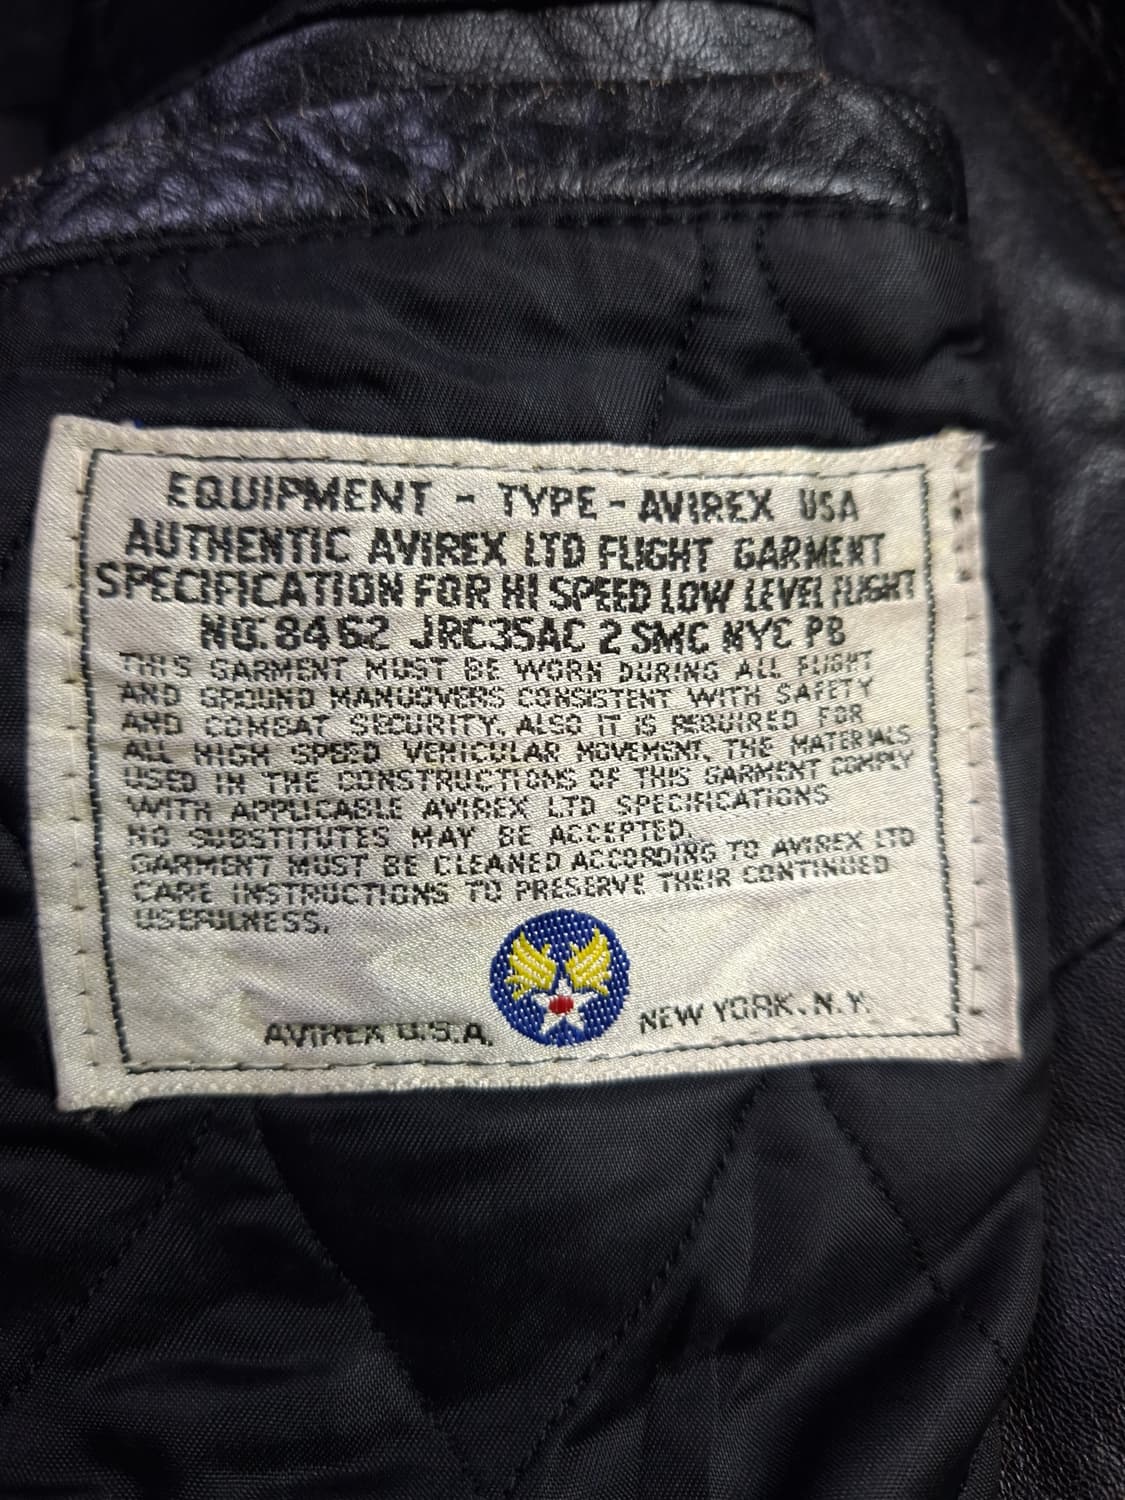 EQUIPMENT - TYPE - AVIREX USA
AUTHENTIC AVIREX LTD FLIGHT GARMENT
SPECIFICATION FOR HI SPEED LOW LEVEL FLIGHT
NO. 8462 JRC35AC 2 SMC NYC PB
THIS GARMENT MUST BE WORN DURING ALL FLIGHT
AND GROUND MANUOVERS CONSISTENT WITH SAFETY
AND COMBAT SECURITY. ALSO IT IS REQUIRED FOR
ALL HIGH SPEED VEHICULAR MOVEMENT. THE MATERIALS
USED IN THE CONSTRUCTIONS OF THIS GARMENT COMPLY
WITH APPLICABLE AVIREX LTD SPECIFICATIONS
NO SUBSTITUTES MAY BE ACCEPTED.
GARMENT MUST BE CLEANED ACCORDING TO AVIREX LTD
CARE INSTRUCTIONS TO PRESERVE THEIR CONTINUED
USEFULNESS.
AVIREX U.S.A. NEW YORK, N.Y.